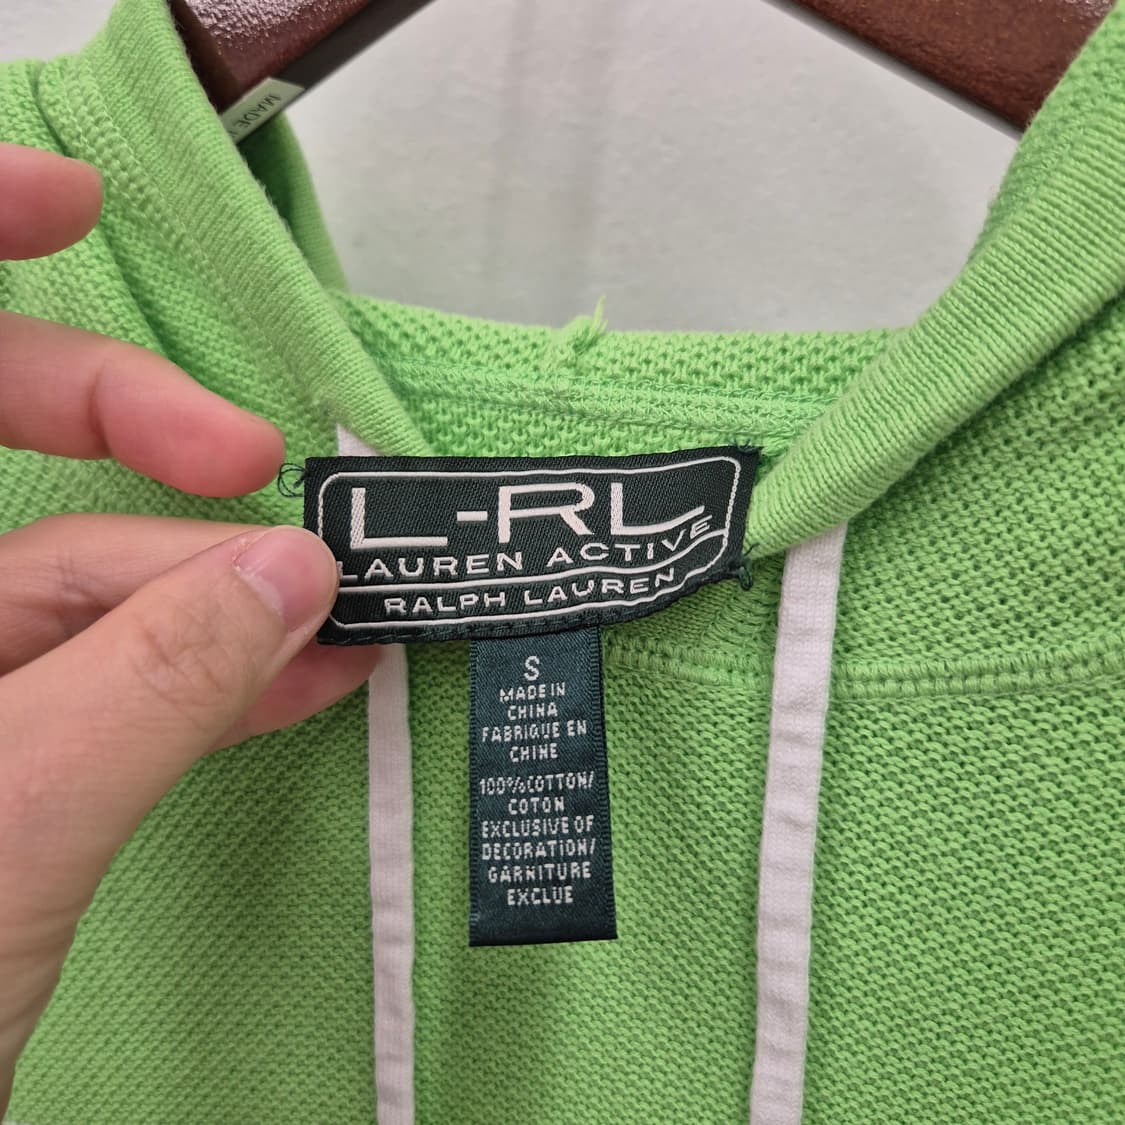 MADE
L-RL
LAUREN ACTIVE
RALPH LAUREN
S
MADE IN
CHINA
FABRIQUE EN
CHINE
100%COTTON/
COTON
EXCLUSIVE OF
DECORATION/
GARNITURE
EXCLUE